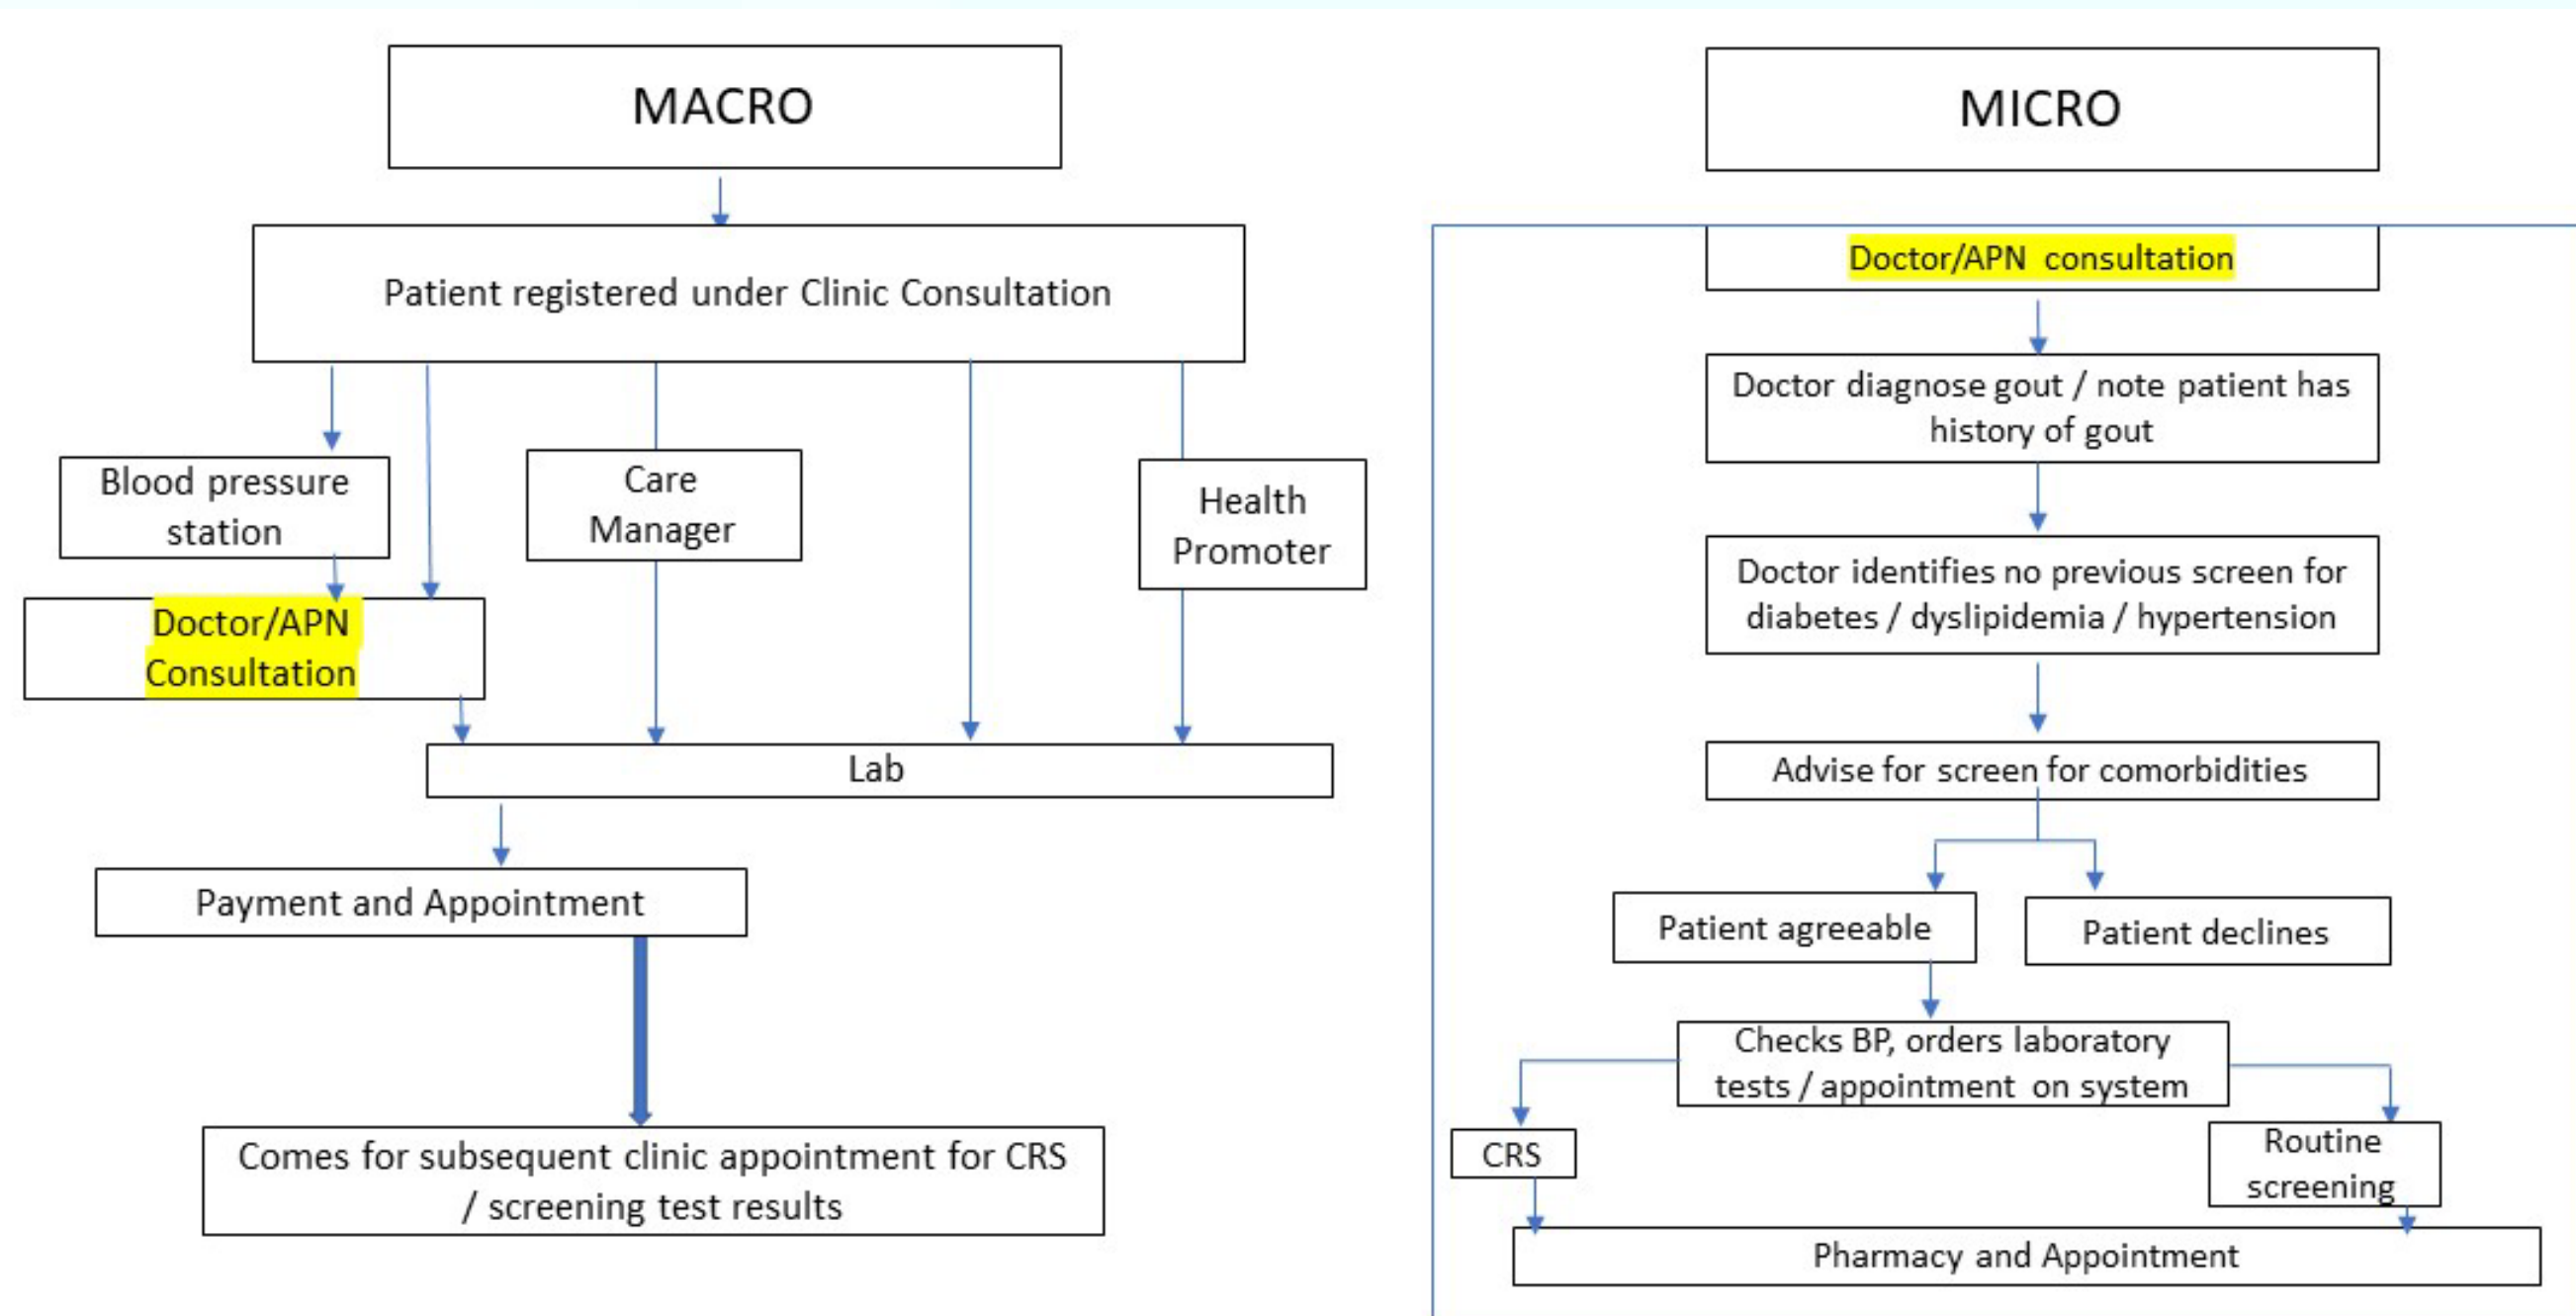 MACRO
Patient registered under Clinic Consultation
Blood pressure
station
Care
Manager
Health
Promoter
Doctor/APN
Consultation
Lab
Payment and Appointment
Comes for subsequent clinic appointment for CRS
/ screening test results
MICRO
Doctor/APN consultation
Doctor diagnose gout / note patient has
history of gout
Doctor identifies no previous screen for
diabetes / dyslipidemia / hypertension
Advise for screen for comorbidities
Patient agreeable
Patient declines
Checks BP, orders laboratory
tests / appointment on system
CRS
Routine
screening
Pharmacy and Appointment